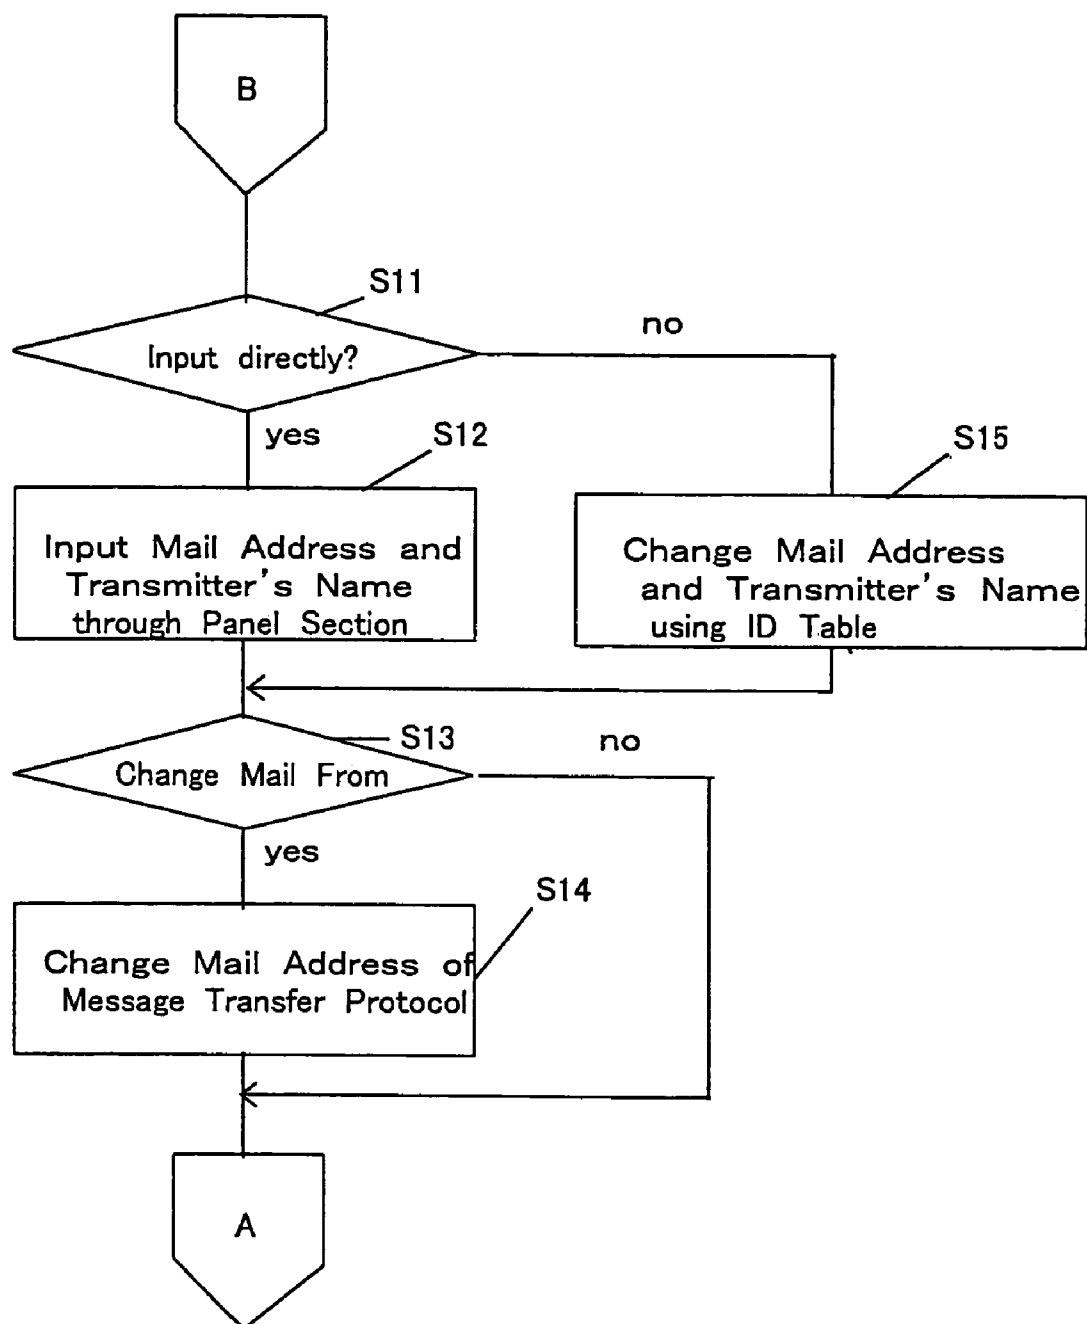 B
S11
no
Input directly?
yes
S12
S15
Input Mail Address and
Transmitter's Name
through Panel Section
Change Mail Address
and Transmitter's Name
using ID Table
S13
no
Change Mail From
yes
S14
Change Mail Address of
Message Transfer Protocol
A